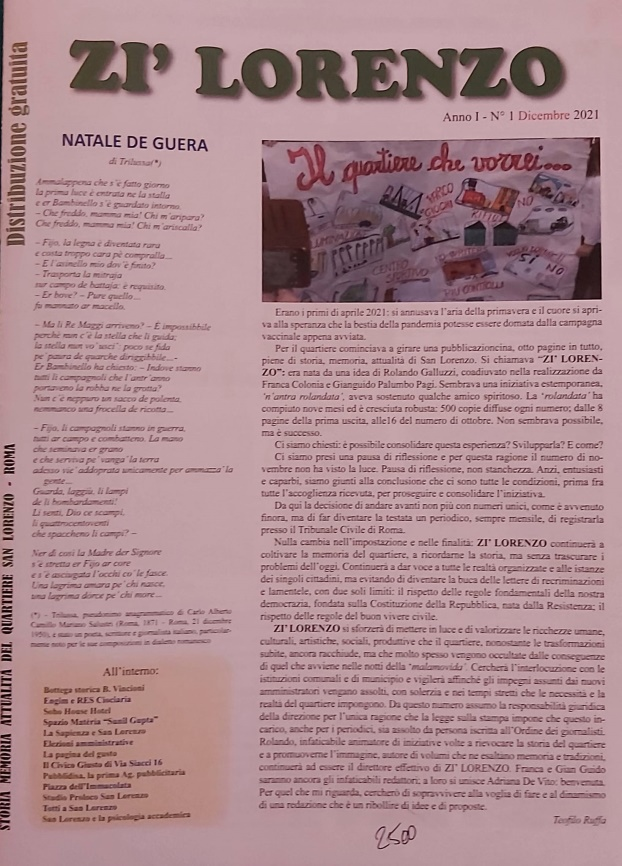 Distribuzione gratuita
ZI' LORENZO
Anno I - N° 1 Dicembre 2021
NATALE DE GUERA
di Trilussa(*)
Ammalappena che s'è fatto giorno
la prima luce è entrata ne la stalla
e er Bambinello s'è guardato intorno.
– Che freddo, mamma mia! Chi m'aripara?
Che freddo, mamma mia! Chi m'ariscalla?
– Fijo, la legna è diventata rara
e costa troppo cara pè compralla...
– E l'asinello mio dov'è finito?
– Trasporta la mitraja
sur campo de battaja: è requisito.
– Er bove? – Pure quello...
fu mannato ar macello.
– Ma li Re Maggi arriveno? – È impossibbile
perchè nun c'è la stella che li guida;
la stella nun vo' uscì: poco se fida
pe' paura de quarche diriggibbile...–
Er Bambinello ha chiesto: – Indove stanno
tutti li campagnoli che l'antr'anno
portaveno la robba ne la grotta?
Nun c'è neppuro un sacco de polenta,
nemmanco una frocella de ricotta...
– Fijo, li campagnoli stanno in guerra,
tutti ar campo e combatteno. La mano
che seminava er grano
e che serviva pe' vangà la terra
adesso viè addoprata unicamente per ammazzà la
gente...
Guarda, laggiù, li lampi
de li bombardamenti!
Li senti, Dio ce scampi,
li quattrocentoventi
che spaccheno li campi? –
Ner dì così la Madre der Signore
s'è stretta er Fijo ar core
e s'è asciugata l'occhi co' le fasce.
Una lagrima amara pe' chi nasce,
una lagrima dorce pe' chi more...
(*) - Trilussa, pseudonimo anagrammatico di Carlo Alberto
Camillo Mariano Salustri (Roma, 1871 - Roma, 21 dicembre
1950), è stato un poeta, scrittore e giornalista italiano, particolar-
mente noto per le sue composizioni in dialetto romanesco
All'interno:
Bottega storica B. Vincioni
Engim e RES Ciociaria
Soho House Hotel
Spazio Matèria "Sunil Gupta"
La Sapienza e San Lorenzo
Elezioni amministrative
La pagina del gusto
Il Civico Giusto di Via Siacci 16
Pubblidisa, la prima Ag. pubblicitaria
Piazza dell'Immacolata
Studio Proloco San Lorenzo
Totti a San Lorenzo
San Lorenzo e la psicologia accademica
STORIA MEMORIA ATTUALITÀ DEL QUARTIERE SAN LORENZO - ROMA
Il quartiere che vorrei...
PARCO
GIOCHI
NO
RIFIUTI
CENTRO
SPORTIVO
PIÙ CONTROLLI
SI NO
Erano i primi di aprile 2021: si annusava l'aria della primavera e il cuore si apri-
va alla speranza che la bestia della pandemia potesse essere domata dalla campagna
vaccinale appena avviata.
Per il quartiere cominciava a girare una pubblicazioncina, otto pagine in tutto,
piene di storia, memoria, attualità di San Lorenzo. Si chiamava "ZI' LOREN-
ZO": era nata da una idea di Rolando Galluzzi, coadiuvato nella realizzazione da
Franca Colonia e Gianguido Palumbo Pagi. Sembrava una iniziativa estemporanea,
'n'antra rolandata', aveva sostenuto qualche amico spiritoso. La 'rolandata' ha
compiuto nove mesi ed è cresciuta robusta: 500 copie diffuse ogni numero; dalle 8
pagine della prima uscita, alle16 del numero di ottobre. Non sembrava possibile,
ma è successo.
Ci siamo chiesti: è possibile consolidare questa esperienza? Svilupparla? E come?
Ci siamo presi una pausa di riflessione e per questa ragione il numero di no-
vembre non ha visto la luce. Pausa di riflessione, non stanchezza. Anzi, entusiasti
e caparbi, siamo giunti alla conclusione che ci sono tutte le condizioni, prima fra
tutte l'accoglienza ricevuta, per proseguire e consolidare l'iniziativa.
Da qui la decisione di andare avanti non più con numeri unici, come è avvenuto
finora, ma di far diventare la testata un periodico, sempre mensile, di registrarla
presso il Tribunale Civile di Roma.
Nulla cambia nell'impostazione e nelle finalità: ZI' LORENZO continuerà a
coltivare la memoria del quartiere, a ricordarne la storia, ma senza trascurare i
problemi dell'oggi. Continuerà a dar voce a tutte le realtà organizzate e alle istanze
dei singoli cittadini, ma evitando di diventare la buca delle lettere di recriminazioni
e lamentele, con due soli limiti: il rispetto delle regole fondamentali della nostra
democrazia, fondata sulla Costituzione della Repubblica, nata dalla Resistenza; il
rispetto delle regole del buon vivere civile.
ZI' LORENZO si sforzerà di mettere in luce e di valorizzare le ricchezze umane,
culturali, artistiche, sociali, produttive che il quartiere, nonostante le trasformazioni
subite, ancora racchiude, ma che molto spesso vengono occultate dalle conseguenze
di quel che avviene nelle notti della 'malamovida'. Cercherà l'interlocuzione con le
istituzioni comunali e di municipio e vigilerà affinché gli impegni assunti dai nuovi
amministratori vengano assolti, con solerzia e nei tempi stretti che le necessità e la
realtà del quartiere impongono. Da questo numero assumo la responsabilità giuridica
della direzione per l'unica ragione che la legge sulla stampa impone che questo in-
carico, anche per i periodici, sia assolto da persona iscritta all'Ordine dei giornalisti.
Rolando, infaticabile animatore di iniziative volte a rievocare la storia del quartiere
e a promuoverne l'immagine, autore di volumi che ne esaltano memoria e tradizioni,
continuerà ad essere il direttore effettivo di ZI' LORENZO. Franca e Gian Guido
saranno ancora gli infaticabili redattori; a loro si unisce Adriana De Vito: benvenuta.
Per quel che mi riguarda, cercherò di sopravvivere alla voglia di fare e al dinamismo
di una redazione che è un ribollire di idee e di proposte.
Teofilo Ruffa
2500